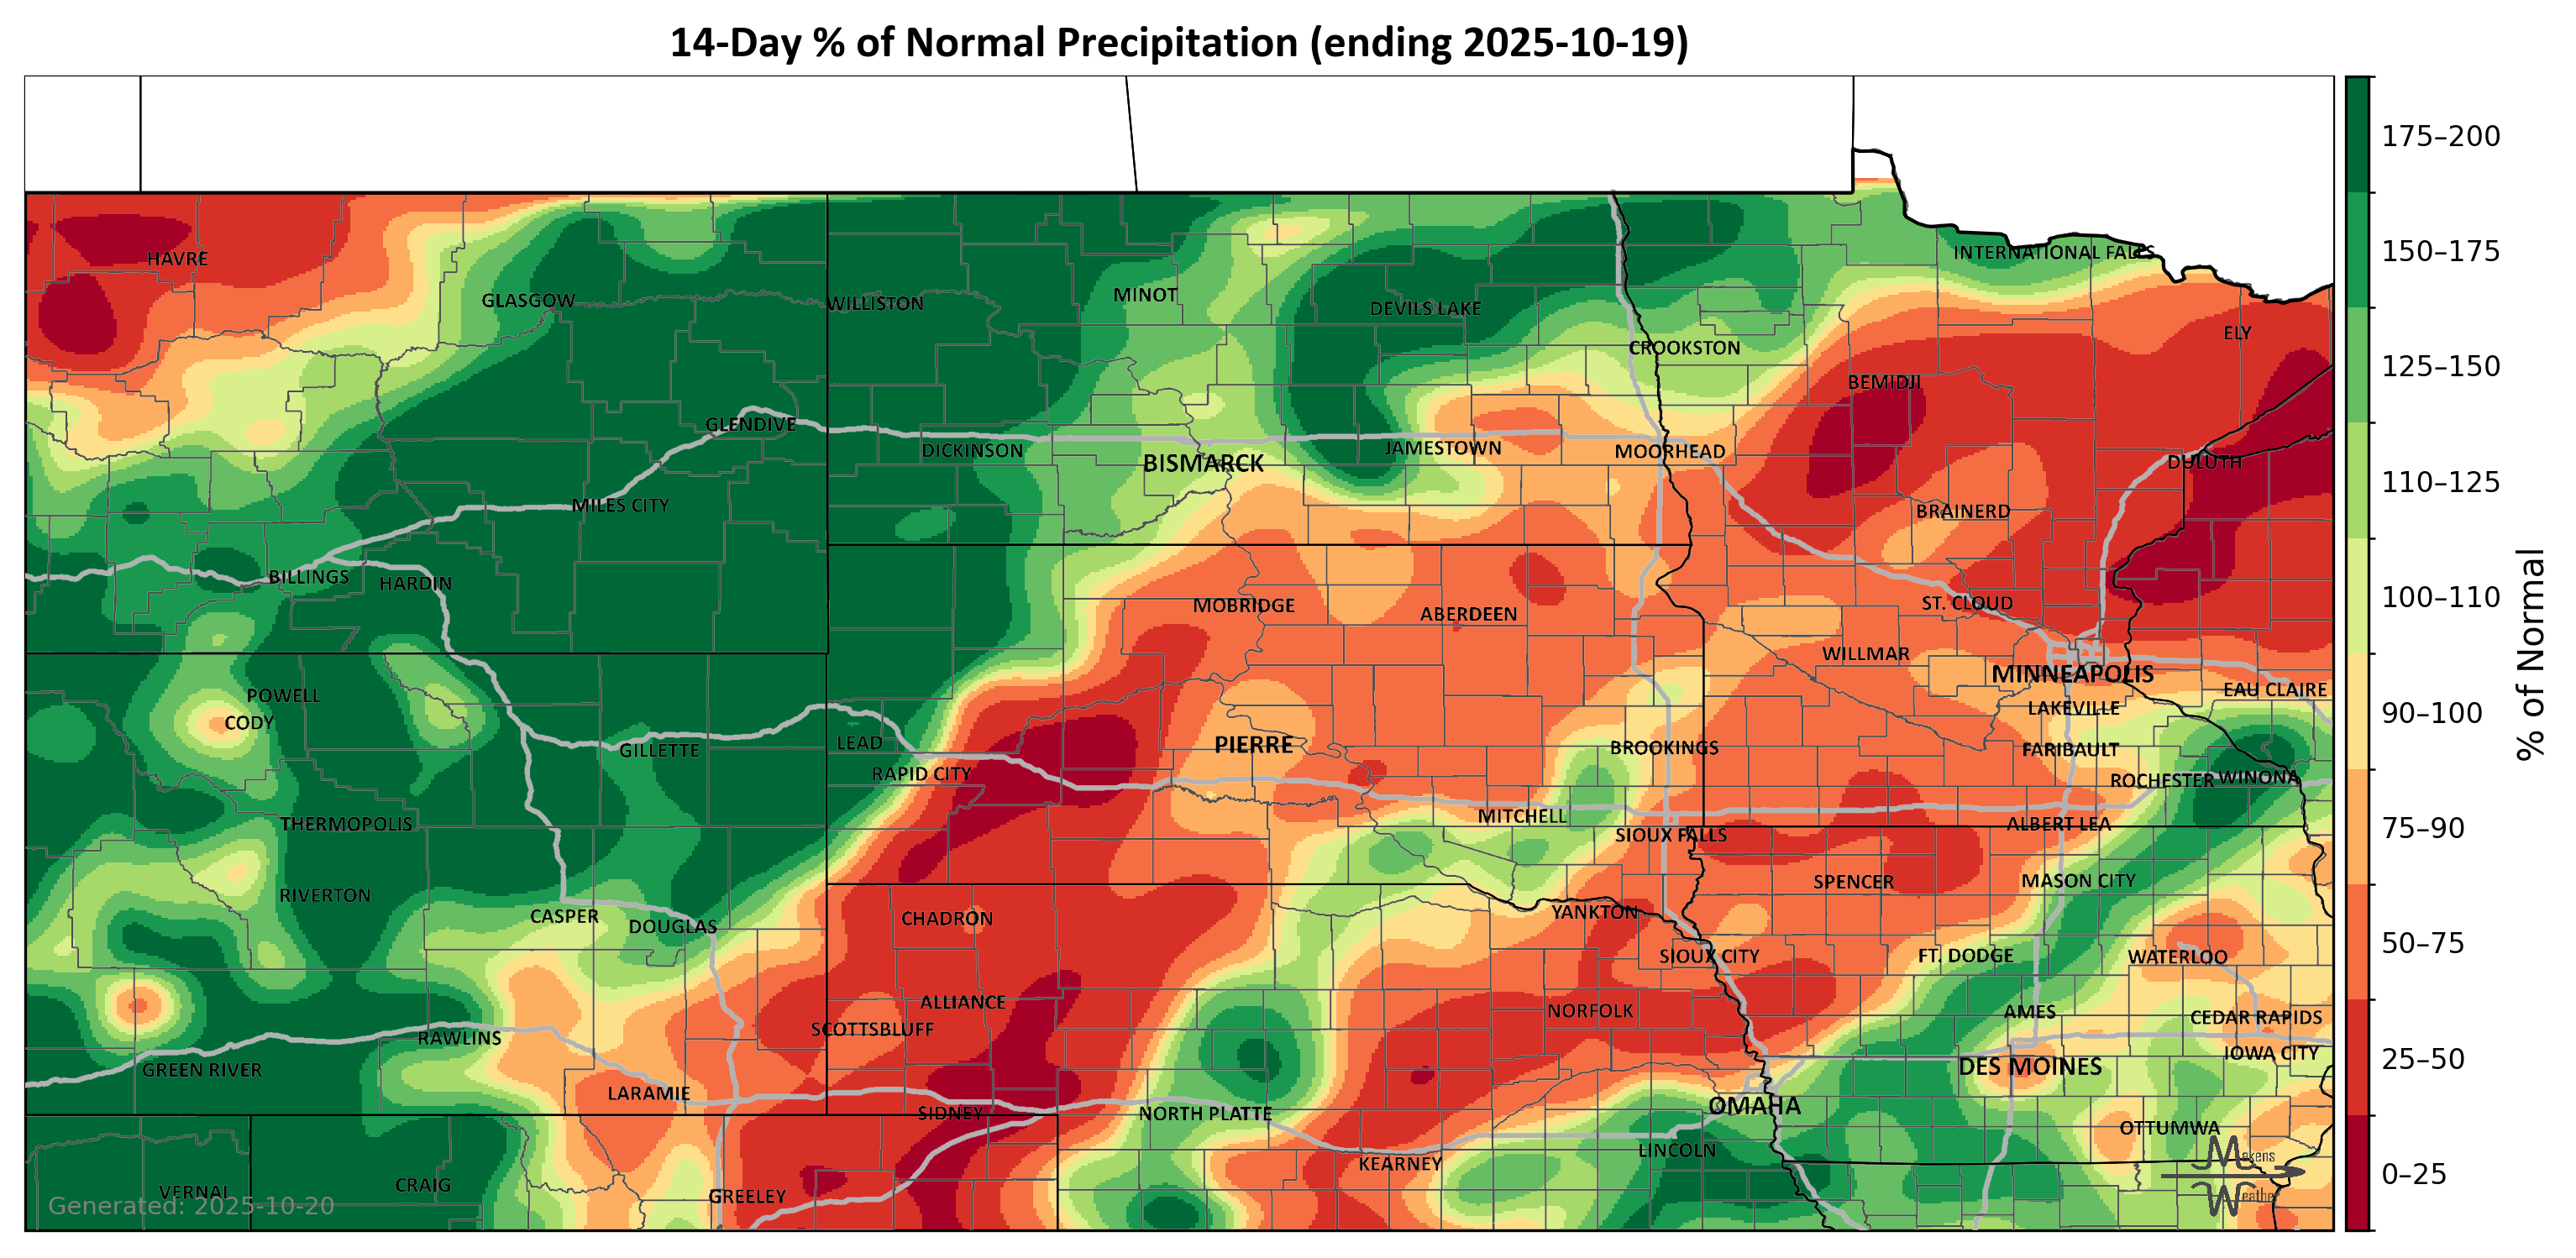 14-Day % of Normal Precipitation (ending 2025-10-19)
175–200
INTERNATIONAL FALLS
150–175
HAVRE
MINOT
GLASGOW
WILLISTON
DEVILS LAKE
ELY
CROOKSTON
125–150
BEMIDJI
GLENDIVE
DICKINSON
JAMESTOWN
MOORHEAD
BISMARCK
DULUTH
110–125
MILES CITY
BRAINERD
BILLINGS
HARDIN
100–110
MOBRIDGE
ABERDEEN
ST. CLOUD
WILLMAR
MINNEAPOLIS
EAU CLAIRE
POWELL
CODY
LAKEVILLE
90–100
% of Normal
LEAD
GILLETTE
PIERRE
BROOKINGS
FARIBAULT
RAPID CITY
ROCHESTER
WINONA
THERMOPOLIS
MITCHELL
SIOUX FALLS
ALBERT LEA
75–90
RIVERTON
SPENCER
MASON CITY
CASPER
DOUGLAS
CHADRON
YANKTON
SIOUX CITY
FT. DODGE
WATERLOO
50–75
ALLIANCE
NORFOLK
AMES
CEDAR RAPIDS
SCOTTSBLUFF
RAWLINS
IOWA CITY
25–50
GREEN RIVER
DES MOINES
LARAMIE
OMAHA
SIDNEY
NORTH PLATTE
OTTUMWA
LINCOLN
KEARNEY
Makens
Weather
0–25
VERNAL
CRAIG
GREELEY
Generated: 2025-10-20